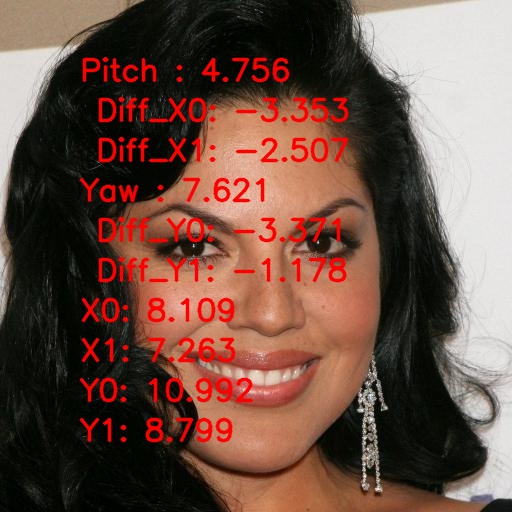 Pitch : 4.756
Diff_X0: -3.353
Diff_X1: -2.507
Yaw : 7.621
Diff_Y0: -3.371
Diff_Y1: -1.178
X0: 8.109
X1: 7.263
Y0: 10.992
Y1: 8.799